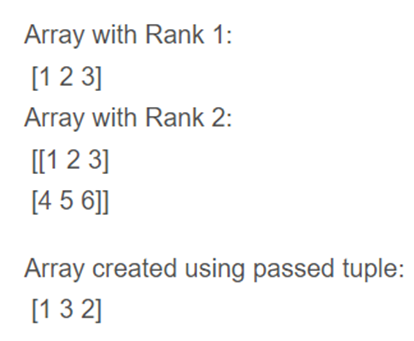 Array with Rank 1:
[1 2 3]
Array with Rank 2:
[[1 2 3]
[4 5 6]]
Array created using passed tuple:
[1 3 2]